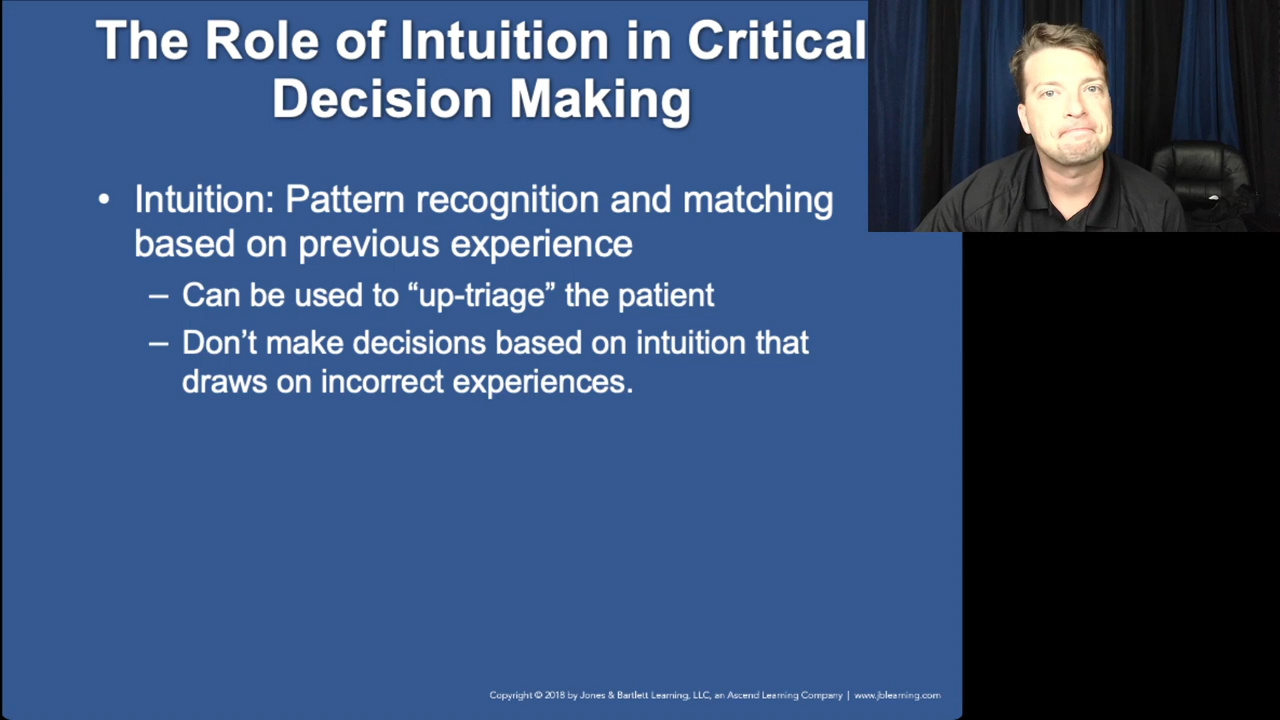 The Role of Intuition in Critical
Decision Making
• Intuition: Pattern recognition and matching
based on previous experience
– Can be used to “up-triage” the patient
– Don’t make decisions based on intuition that
draws on incorrect experiences.
Copyright © 2018 by Jones & Bartlett Learning, LLC, an Ascend Learning Company | www.jblearning.com